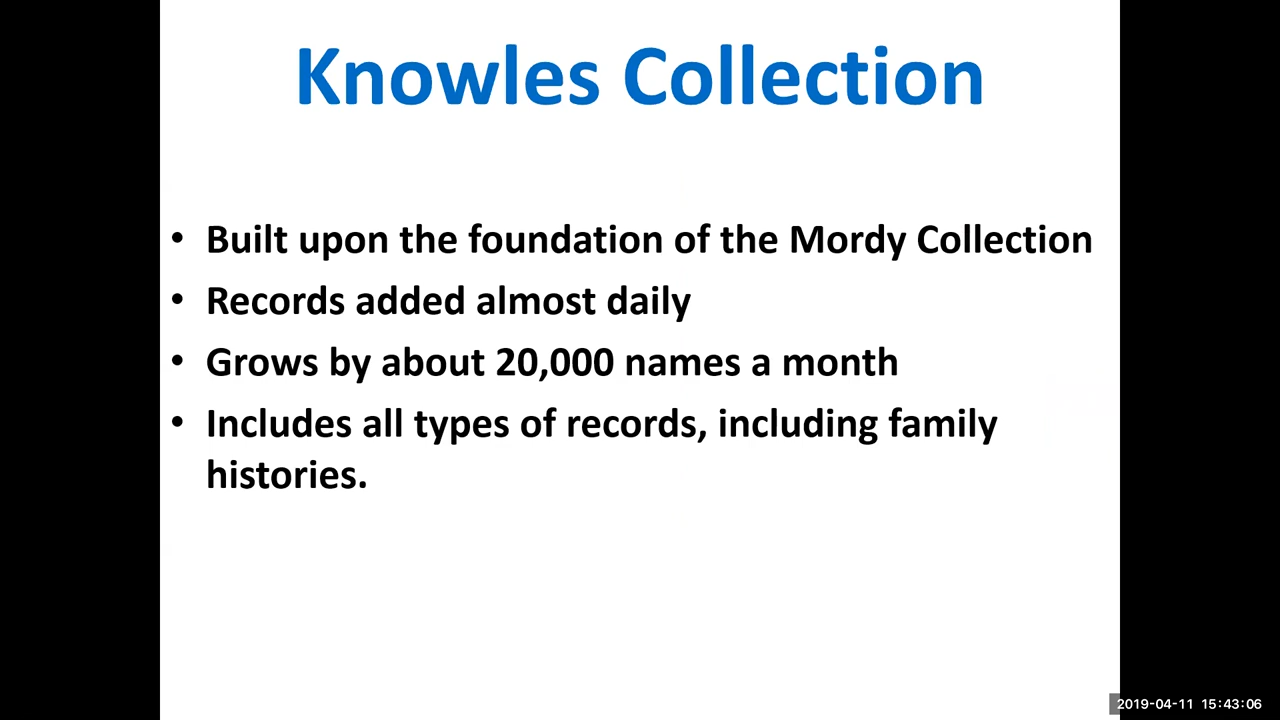 Knowles Collection
• Built upon the foundation of the Mordy Collection
• Records added almost daily
• Grows by about 20,000 names a month
• Includes all types of records, including family
histories.
2019-04-11 15:43:06